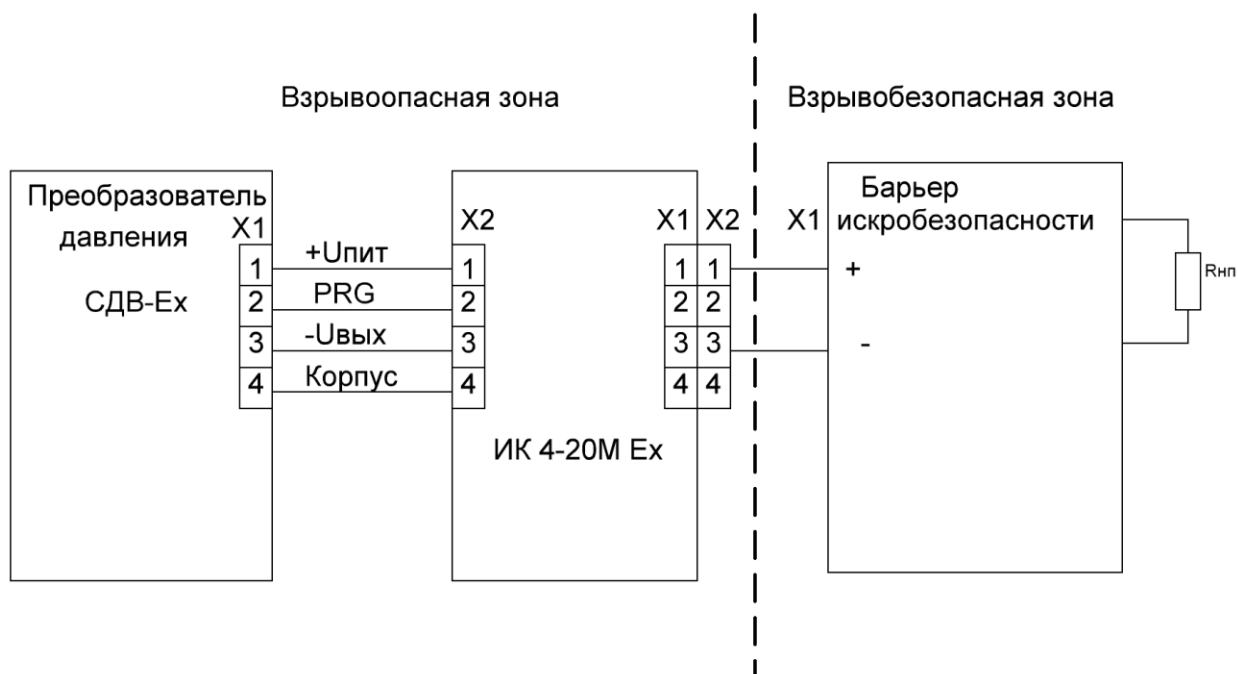 Взрывоопасная зона
Взрывобезопасная зона
Преобразователь
давления
X1
СДВ-Ex
1
2
3
4
+Uпит
PRG
-Uвых
Корпус
X2
1
2
3
4
ИК 4-20М Ex
X1 X2
1 1
2 2
3 3
4 4
X1
Барьер
искробезопасности
+
-
Rнп